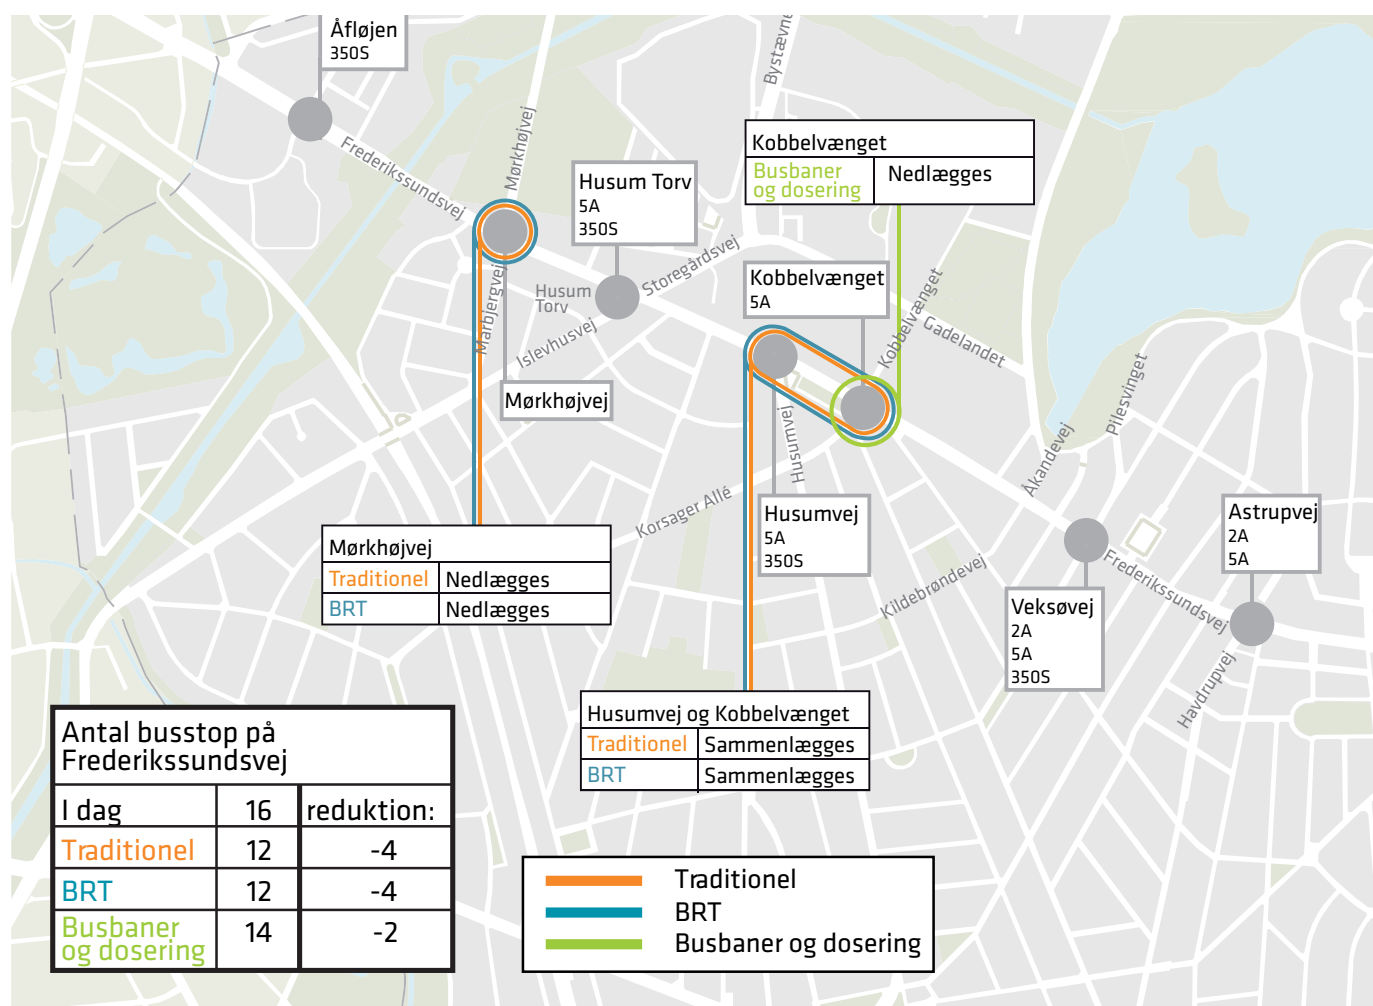 Åfløjen
350S
Bystævne
Mørkhøjvej
Frederikssundsvej
Kobbelvænget
Busbaner og dosering
Nedlægges
Husum Torv
5A
350S
Storegårdsvej
Kobbelvænget
5A
Husum
Torv
Marbjergvej
Islevhusvej
Kobbelvænget
Gadelandet
Mørkhøjvej
Pilesvinget
Husumvej
Åkandevej
Korsager Allé
Husumvej
5A
350S
Astrupvej
2A
5A
Mørkhøjvej
Traditionel Nedlægges
BRT Nedlægges
Kildebrøndevej
Frederikssundsvej
Veksøvej
2A
5A
350S
Havdrupvej
Husumvej og Kobbelvænget
Traditionel Sammenlægges
BRT Sammenlægges
Antal busstop på
Frederikssundsvej
I dag 16 reduktion:
Traditionel 12 -4
BRT 12 -4
Busbaner
og dosering 14 -2
Traditionel
BRT
Busbaner og dosering